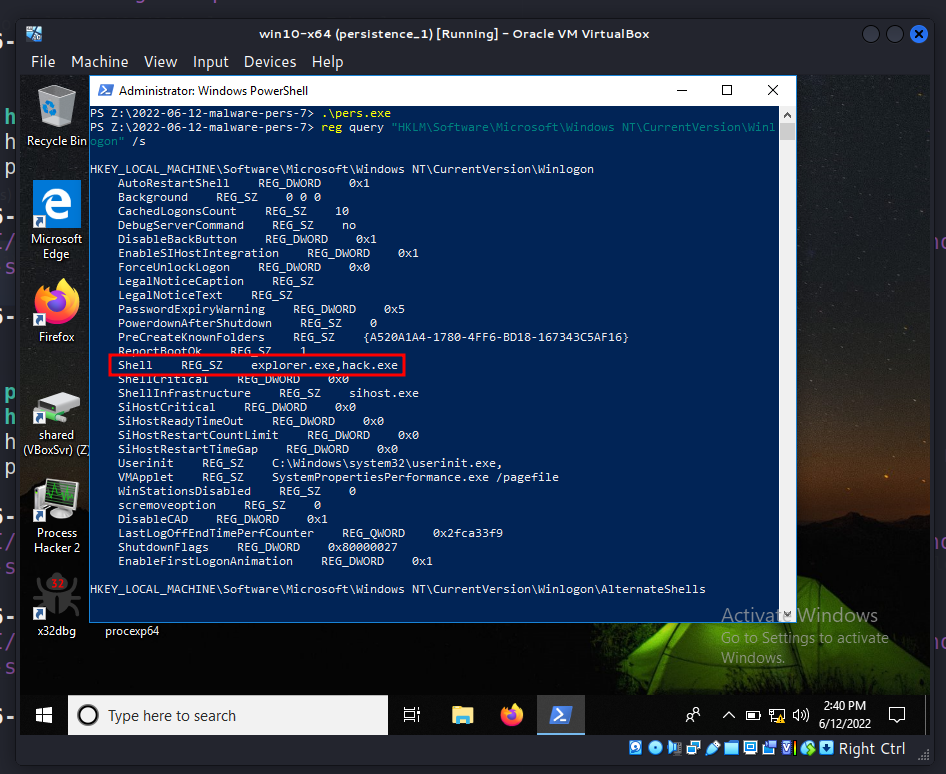 win10-x64 (persistence_1) [Running] - Oracle VM VirtualBox
File Machine View Input Devices Help
Administrator: Windows PowerShell
PS Z:\2022-06-12-malware-pers-7> .\pers.exe
PS Z:\2022-06-12-malware-pers-7> reg query "HKLM\Software\Microsoft\Windows NT\CurrentVersion\Winl
ogon" /s
HKEY_LOCAL_MACHINE\Software\Microsoft\Windows NT\CurrentVersion\Winlogon
AutoRestartShell REG_DWORD 0x1
Background REG_SZ 0 0 0
CachedLogonsCount REG_SZ 10
DebugServerCommand REG_SZ no
DisableBackButton REG_DWORD 0x1
EnableSIHostIntegration REG_DWORD 0x1
ForceUnlockLogon REG_DWORD 0x0
LegalNoticeCaption REG_SZ
LegalNoticeText REG_SZ
PasswordExpiryWarning REG_DWORD 0x5
PowerdownAfterShutdown REG_SZ 0
PreCreateKnownFolders REG_SZ {A520A1A4-1780-4FF6-BD18-167343C5AF16}
ReportBootOk REG_SZ 1
Shell REG_SZ explorer.exe,hack.exe
ShellCritical REG_DWORD 0x0
ShellInfrastructure REG_SZ sihost.exe
SiHostCritical REG_DWORD 0x0
SiHostReadyTimeOut REG_DWORD 0x0
SiHostRestartCountLimit REG_DWORD 0x0
SiHostRestartTimeGap REG_DWORD 0x0
Userinit REG_SZ C:\Windows\system32\userinit.exe,
VMApplet REG_SZ SystemPropertiesPerformance.exe /pagefile
WinStationsDisabled REG_SZ 0
scremoveoption REG_SZ 0
DisableCAD REG_DWORD 0x1
LastLogOffEndTimePerfCounter REG_QWORD 0x2fca33f9
ShutdownFlags REG_DWORD 0x80000027
EnableFirstLogonAnimation REG_DWORD 0x1
HKEY_LOCAL_MACHINE\Software\Microsoft\Windows NT\CurrentVersion\Winlogon\AlternateShells
Recycle Bin
Microsoft
Edge
Firefox
shared
(VBoxSvr) (Z
Process
Hacker 2
x32dbg
procexp64
Activate Windows
Go to Settings to activate
Windows.
Type here to search
2:40 PM
6/12/2022
Right Ctrl